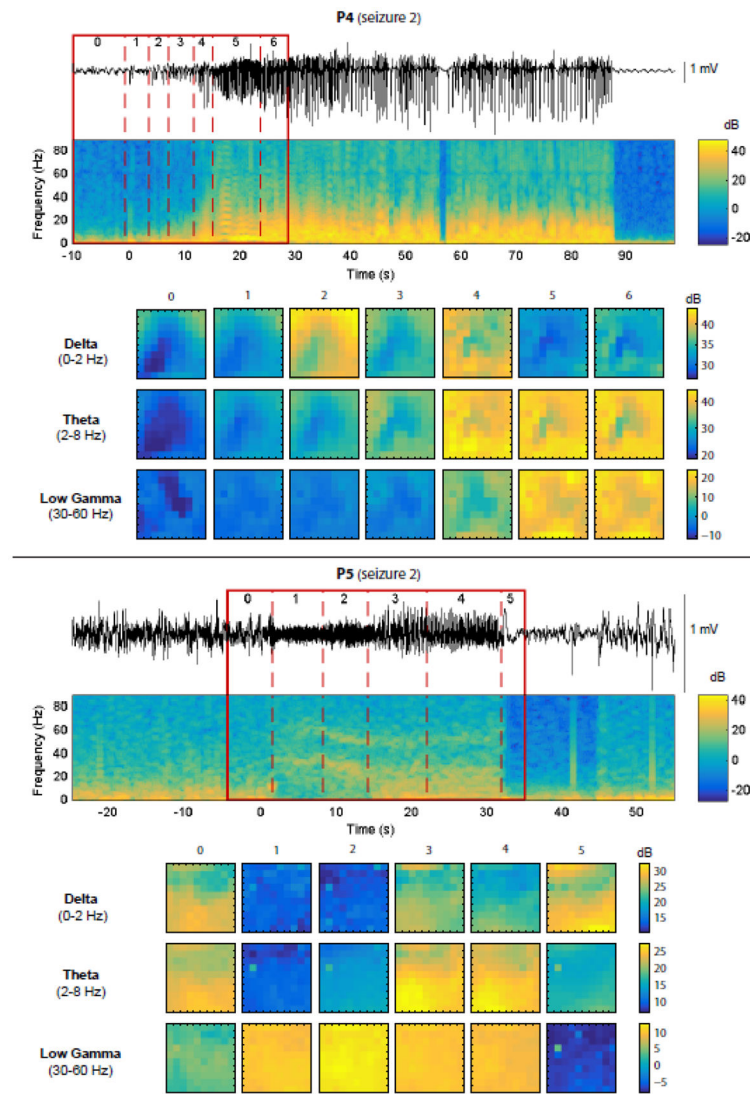 P4 (seizure 2)
0 1 2 3 4 5 6
1 mV
dB
Frequency (Hz)
80
60
40
20
0
40
20
0
-20
-10 0 10 20 30 40 50 60 70 80 90
Time (s)
0 1 2 3 4 5 6
dB
Delta
(0-2 Hz)
40
35
30
Theta
(2-8 Hz)
40
30
20
Low Gamma
(30-60 Hz)
20
10
0
-10
P5 (seizure 2)
0 1 2 3 4 5
1 mV
dB
Frequency (Hz)
80
60
40
20
0
40
20
0
-20
-20 -10 0 10 20 30 40 50
Time (s)
0 1 2 3 4 5
dB
Delta
(0-2 Hz)
30
25
20
15
Theta
(2-8 Hz)
25
20
15
10
Low Gamma
(30-60 Hz)
10
5
0
-5